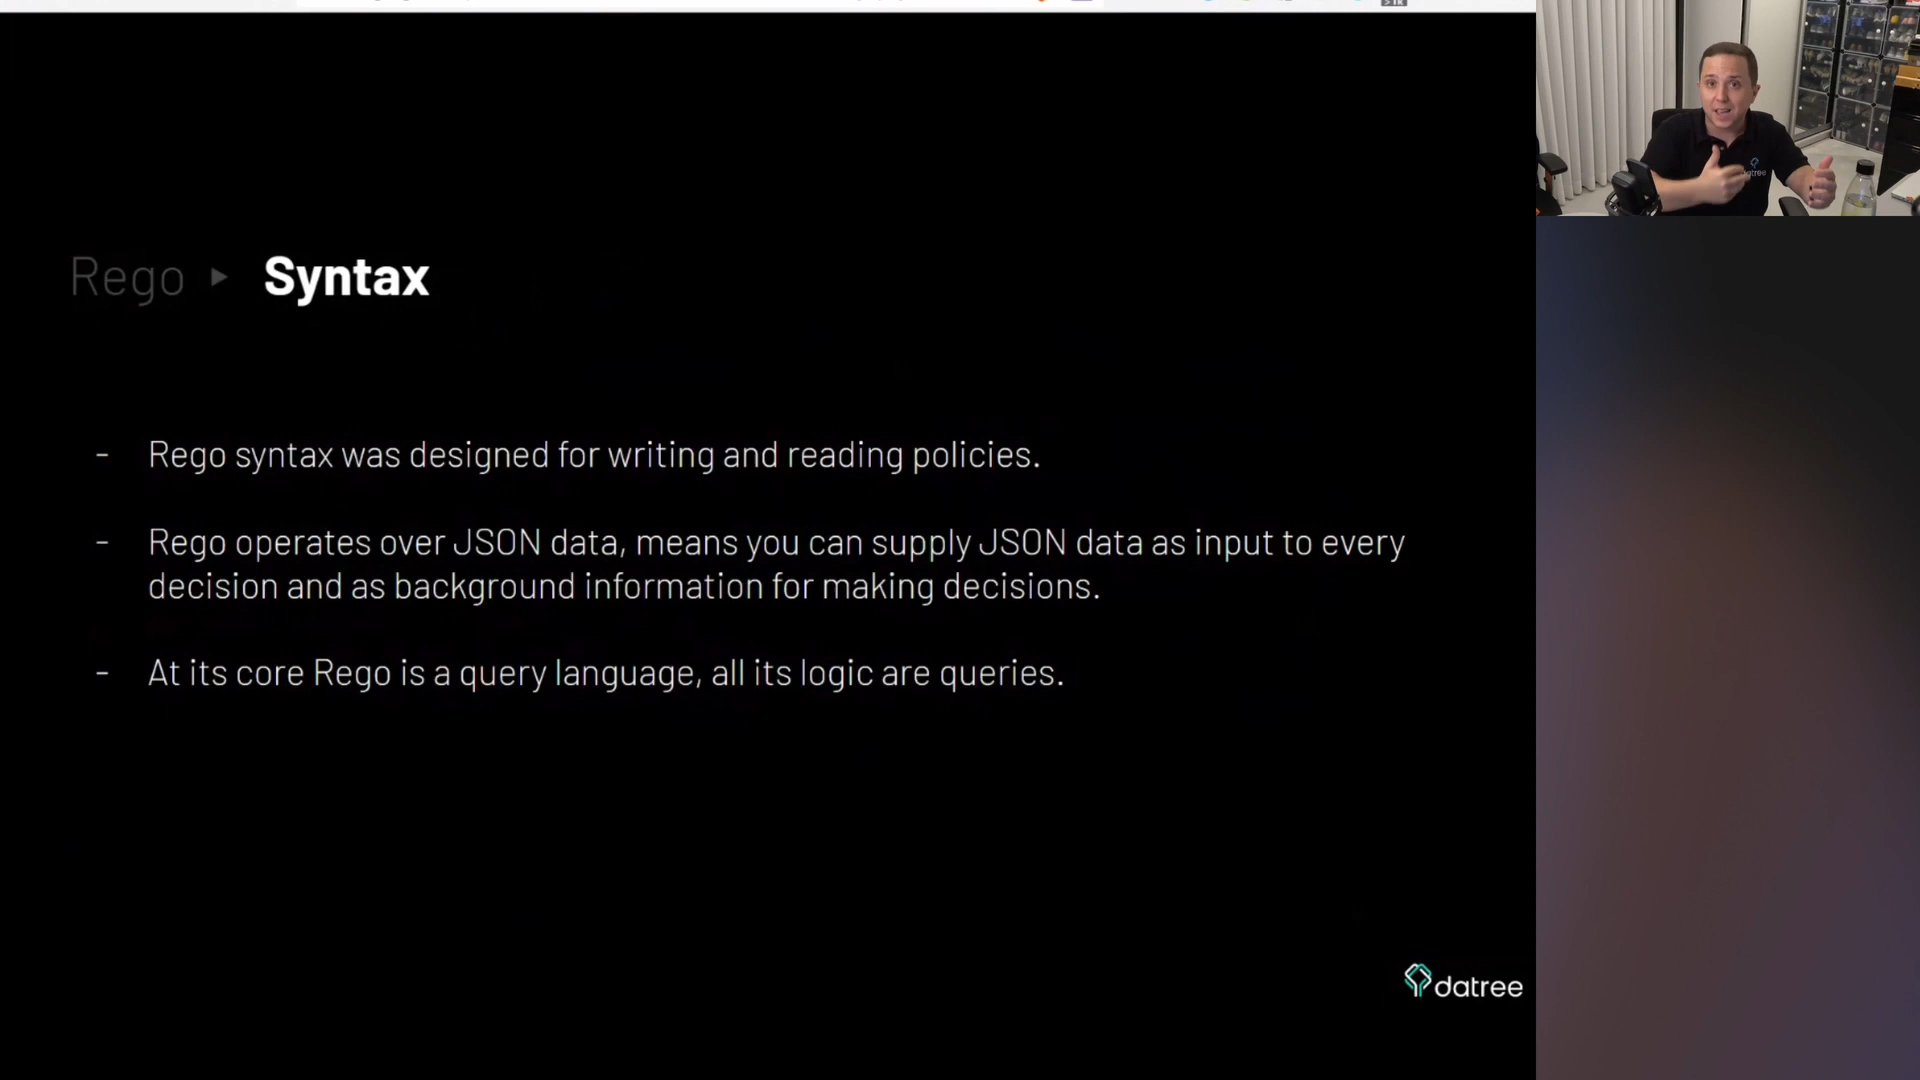 Rego ▸ Syntax
- Rego syntax was designed for writing and reading policies.
- Rego operates over JSON data, means you can supply JSON data as input to every
decision and as background information for making decisions.
- At its core Rego is a query language, all its logic are queries.
datree